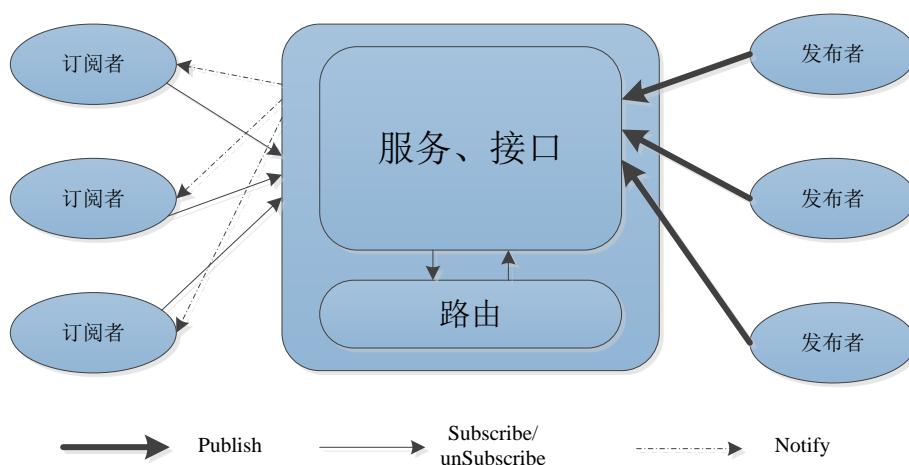 订阅者
发布者
服务、接口
订阅者
发布者
订阅者
路由
发布者
Publish
Subscribe/
unSubscribe
Notify